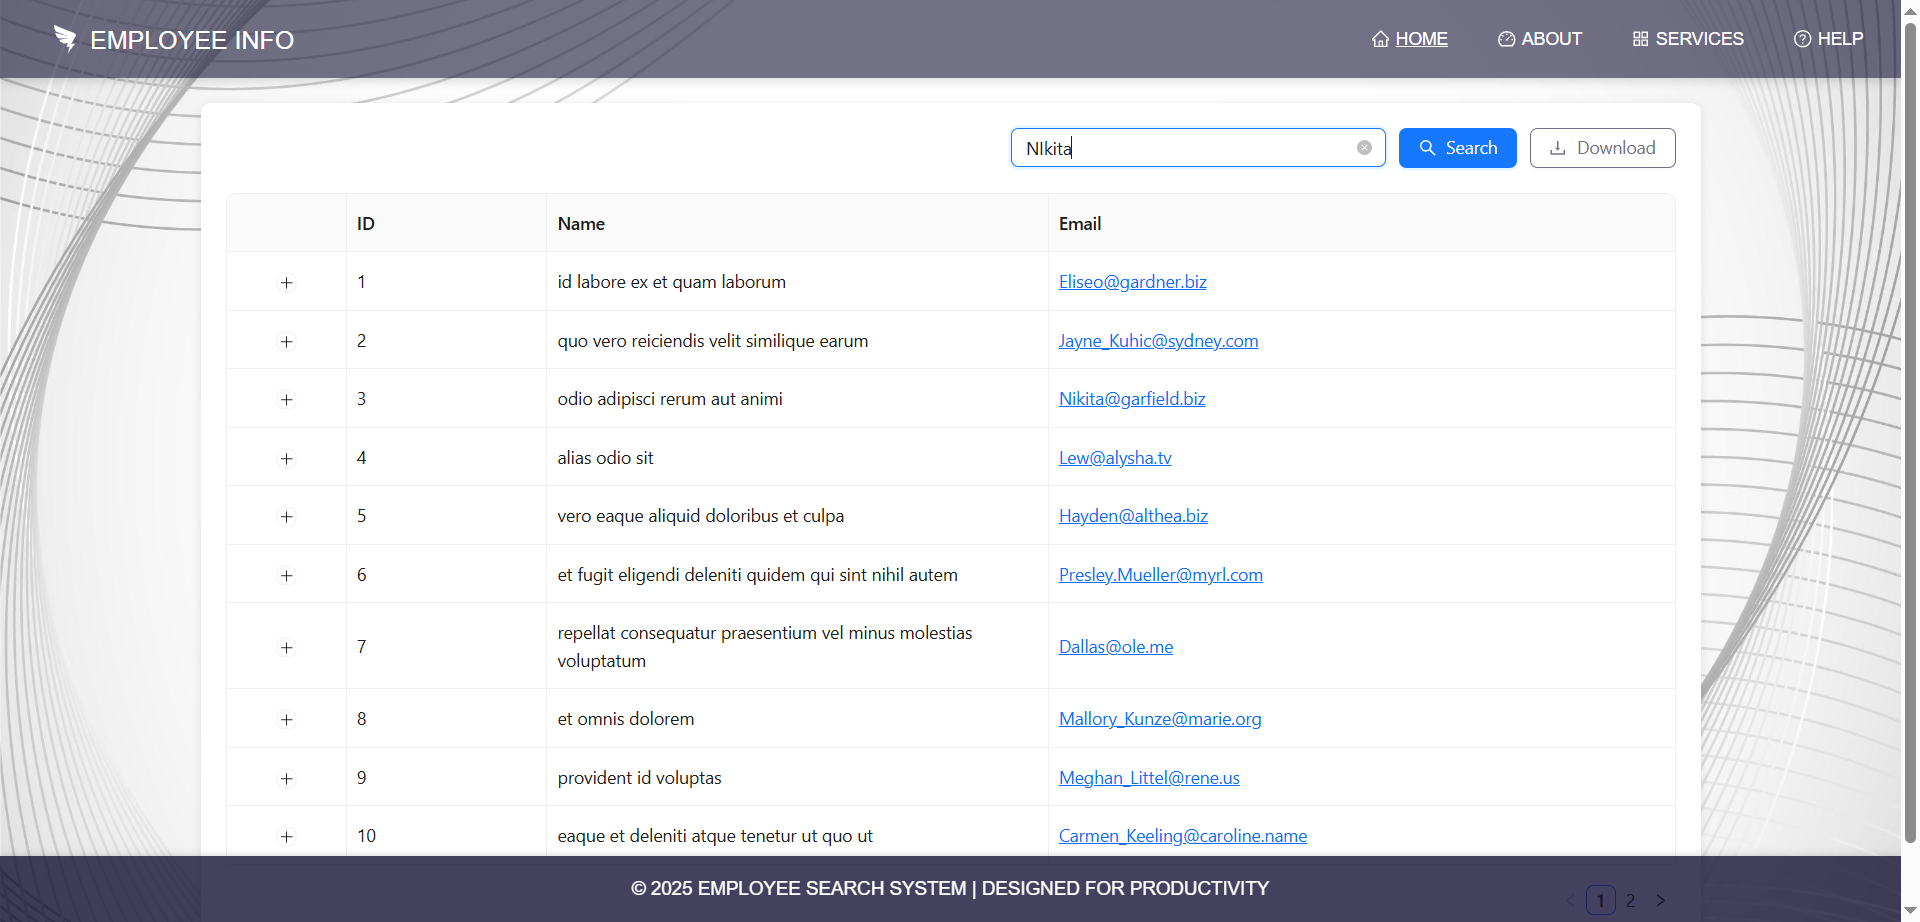 EMPLOYEE INFO
HOME
ABOUT
SERVICES
HELP
NIkita
Search
Download
ID Name Email
1 id labore ex et quam laborum Eliseo@gardner.biz
2 quo vero reiciendis velit similique earum Jayne_Kuhic@sydney.com
3 odio adipisci rerum aut animi Nikita@garfield.biz
4 alias odio sit Lew@alysha.tv
5 vero eaque aliquid doloribus et culpa Hayden@althea.biz
6 et fugit eligendi deleniti quidem qui sint nihil autem Presley.Mueller@myrl.com
7 repellat consequatur praesentium vel minus molestias
voluptatum
Dallas@ole.me
8 et omnis dolorem Mallory_Kunze@marie.org
9 provident id voluptas Meghan_Littel@rene.us
10 eaque et deleniti atque tenetur ut quo ut Carmen_Keeling@caroline.name
© 2025 EMPLOYEE SEARCH SYSTEM | DESIGNED FOR PRODUCTIVITY
1 2